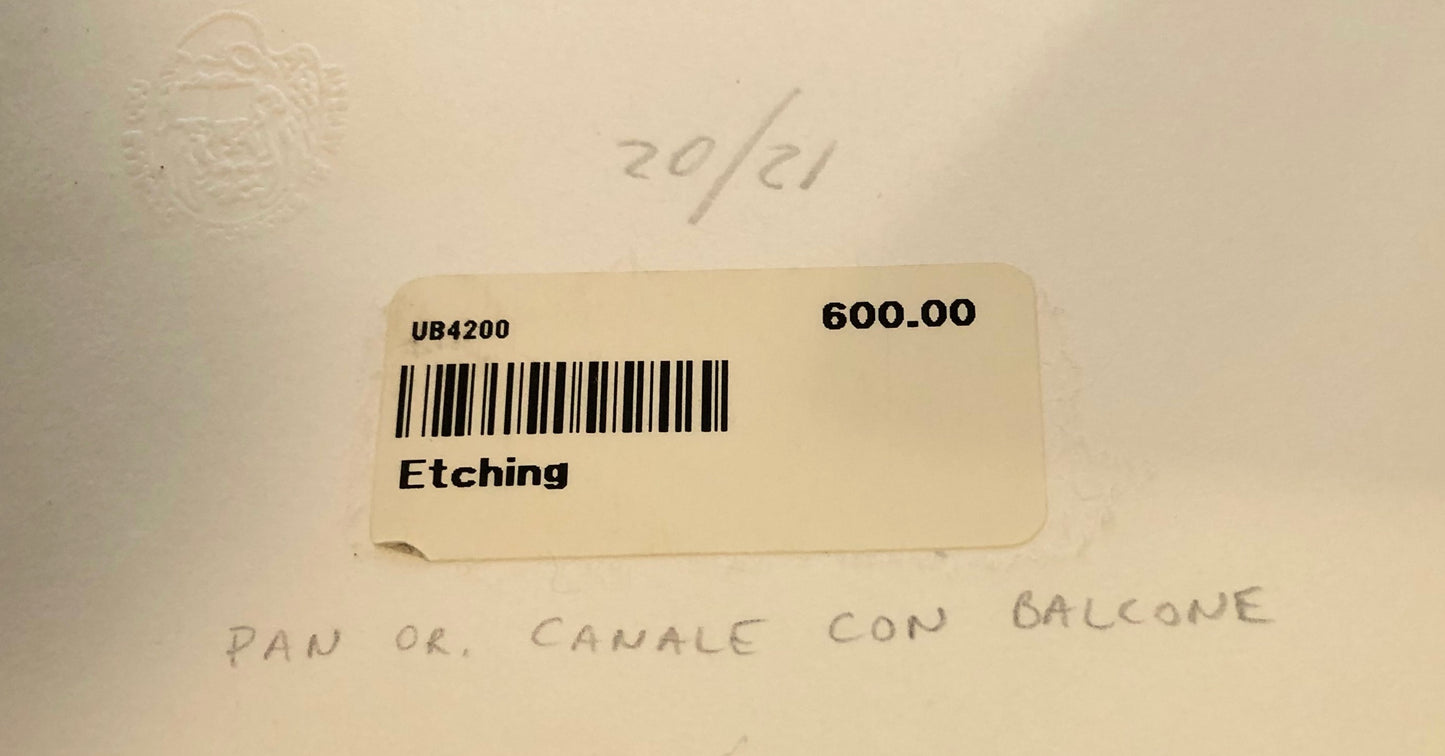 20/21
UB4200 600.00
Etching
PAN OR. CANALE CON BALCONE